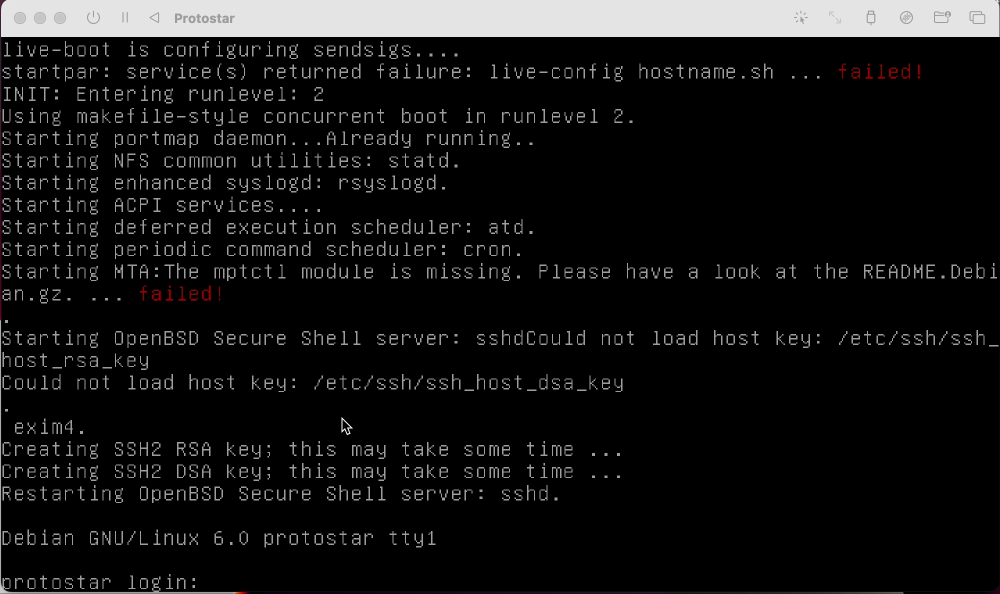 Protostar
live-boot is configuring sendsigs....
startpar: service(s) returned failure: live-config hostname.sh ... failed!
INIT: Entering runlevel: 2
Using makefile-style concurrent boot in runlevel 2.
Starting portmap daemon...Already running..
Starting NFS common utilities: statd.
Starting enhanced syslogd: rsyslogd.
Starting ACPI services....
Starting deferred execution scheduler: atd.
Starting periodic command scheduler: cron.
Starting MTA:The mptctl module is missing. Please have a look at the README.Debi
an.gz. ... failed!
.
Starting OpenBSD Secure Shell server: sshdCould not load host key: /etc/ssh/ssh_
host_rsa_key
Could not load host key: /etc/ssh/ssh_host_dsa_key
.
exim4.
Creating SSH2 RSA key; this may take some time ...
Creating SSH2 DSA key; this may take some time ...
Restarting OpenBSD Secure Shell server: sshd.
Debian GNU/Linux 6.0 protostar tty1
protostar login: